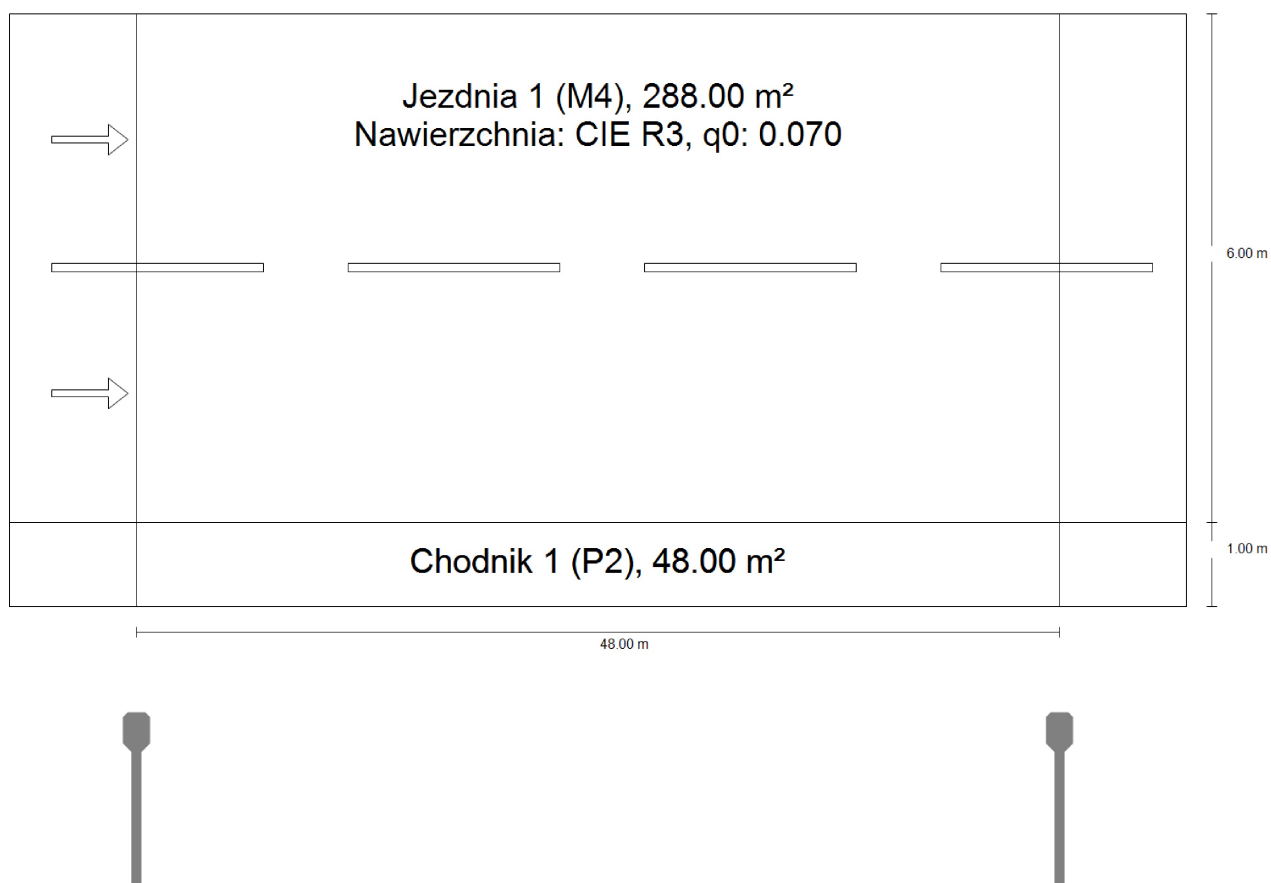 Jezdnia 1 (M4), 288.00 m²
Nawierzchnia: CIE R3, q0: 0.070
6.00 m
Chodnik 1 (P2), 48.00 m²
1.00 m
48.00 m